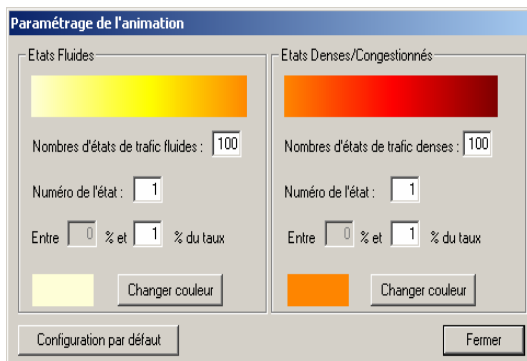 Paramétrage de l'animation
Etats Fluides
Nombres d'états de trafic fluides : 100
Numéro de l'état : 1
Entre 0 % et 1 % du taux
Changer couleur
Etats Denses/Congestionnés
Nombres d'états de trafic denses : 100
Numéro de l'état : 1
Entre 0 % et 1 % du taux
Changer couleur
Configuration par défaut
Fermer